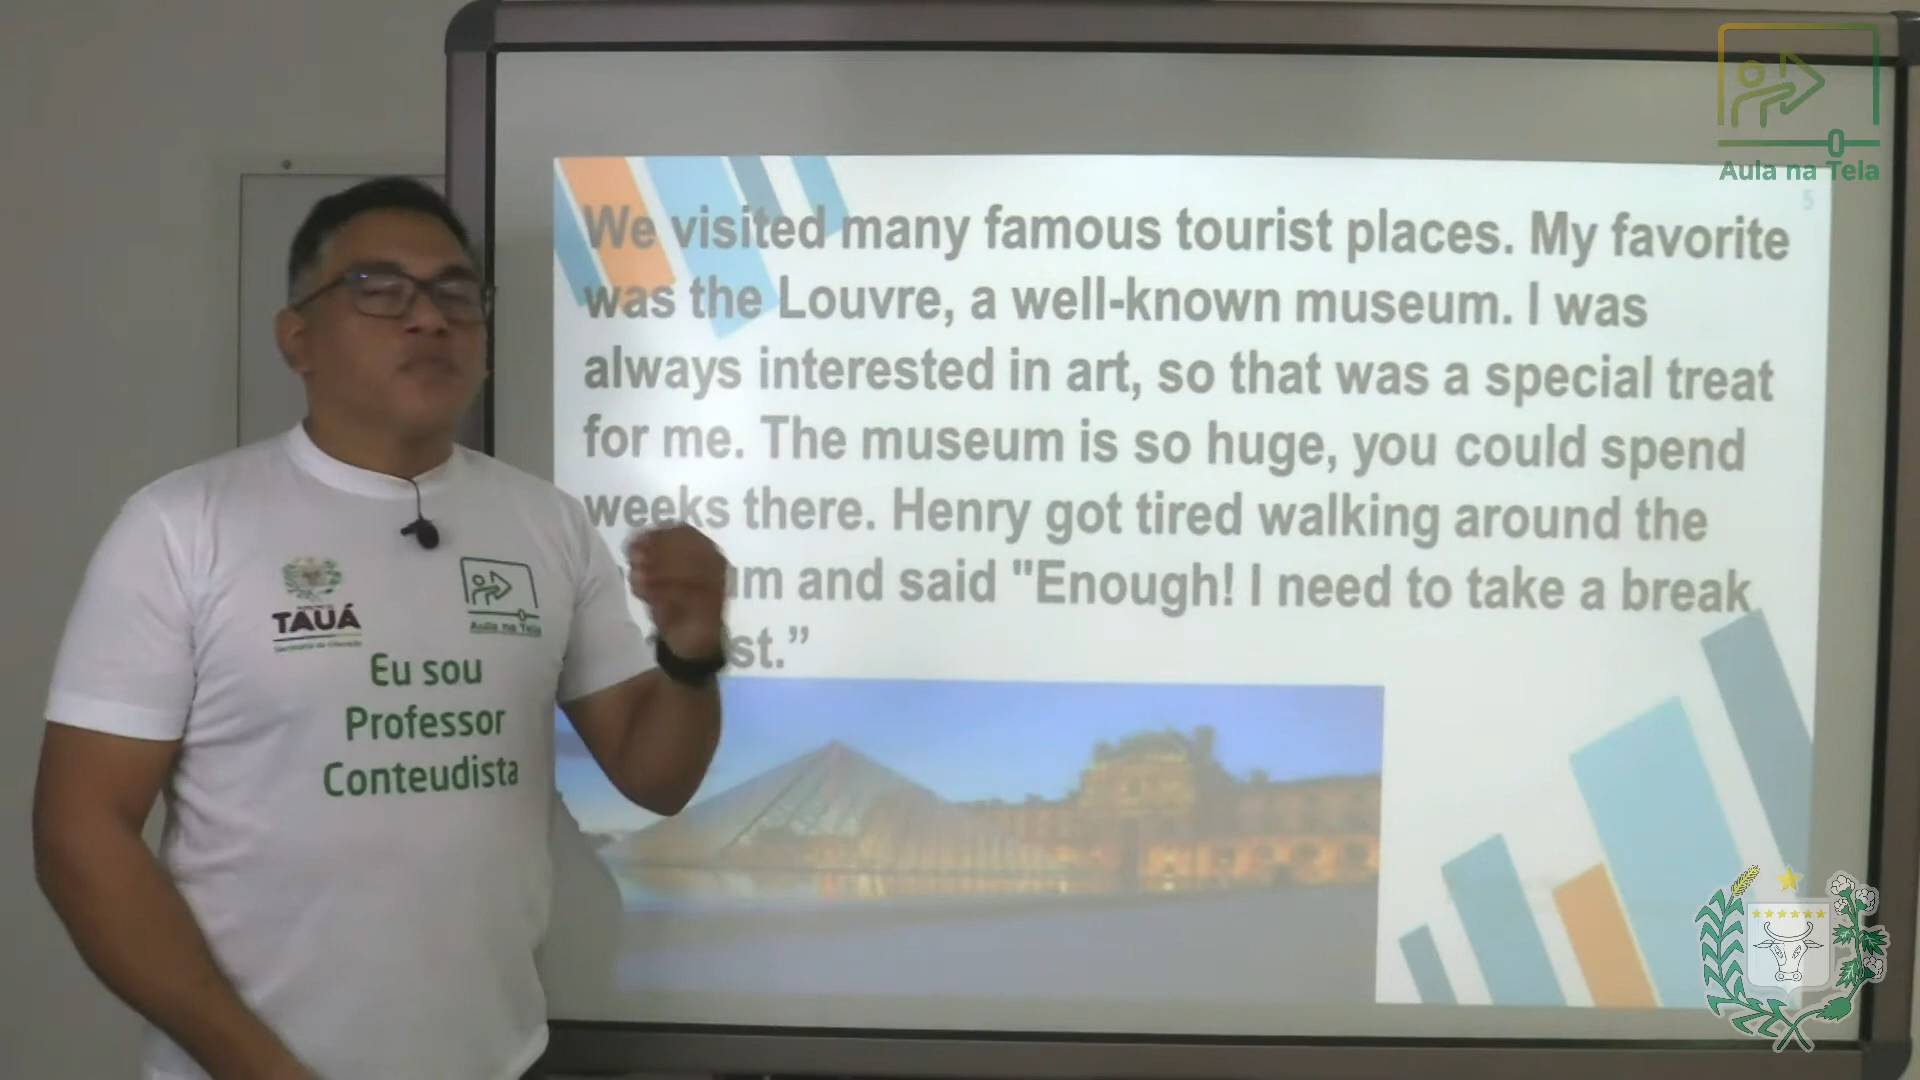 Aula na Tela
5
We visited many famous tourist places. My favorite
was the Louvre, a well-known museum. I was
always interested in art, so that was a special treat
for me. The museum is so huge, you could spend
weeks there. Henry got tired walking around the
um and said "Enough! I need to take a break
st.”
TAUÁ
Aula na Tela
Eu sou
Professor
Conteudista